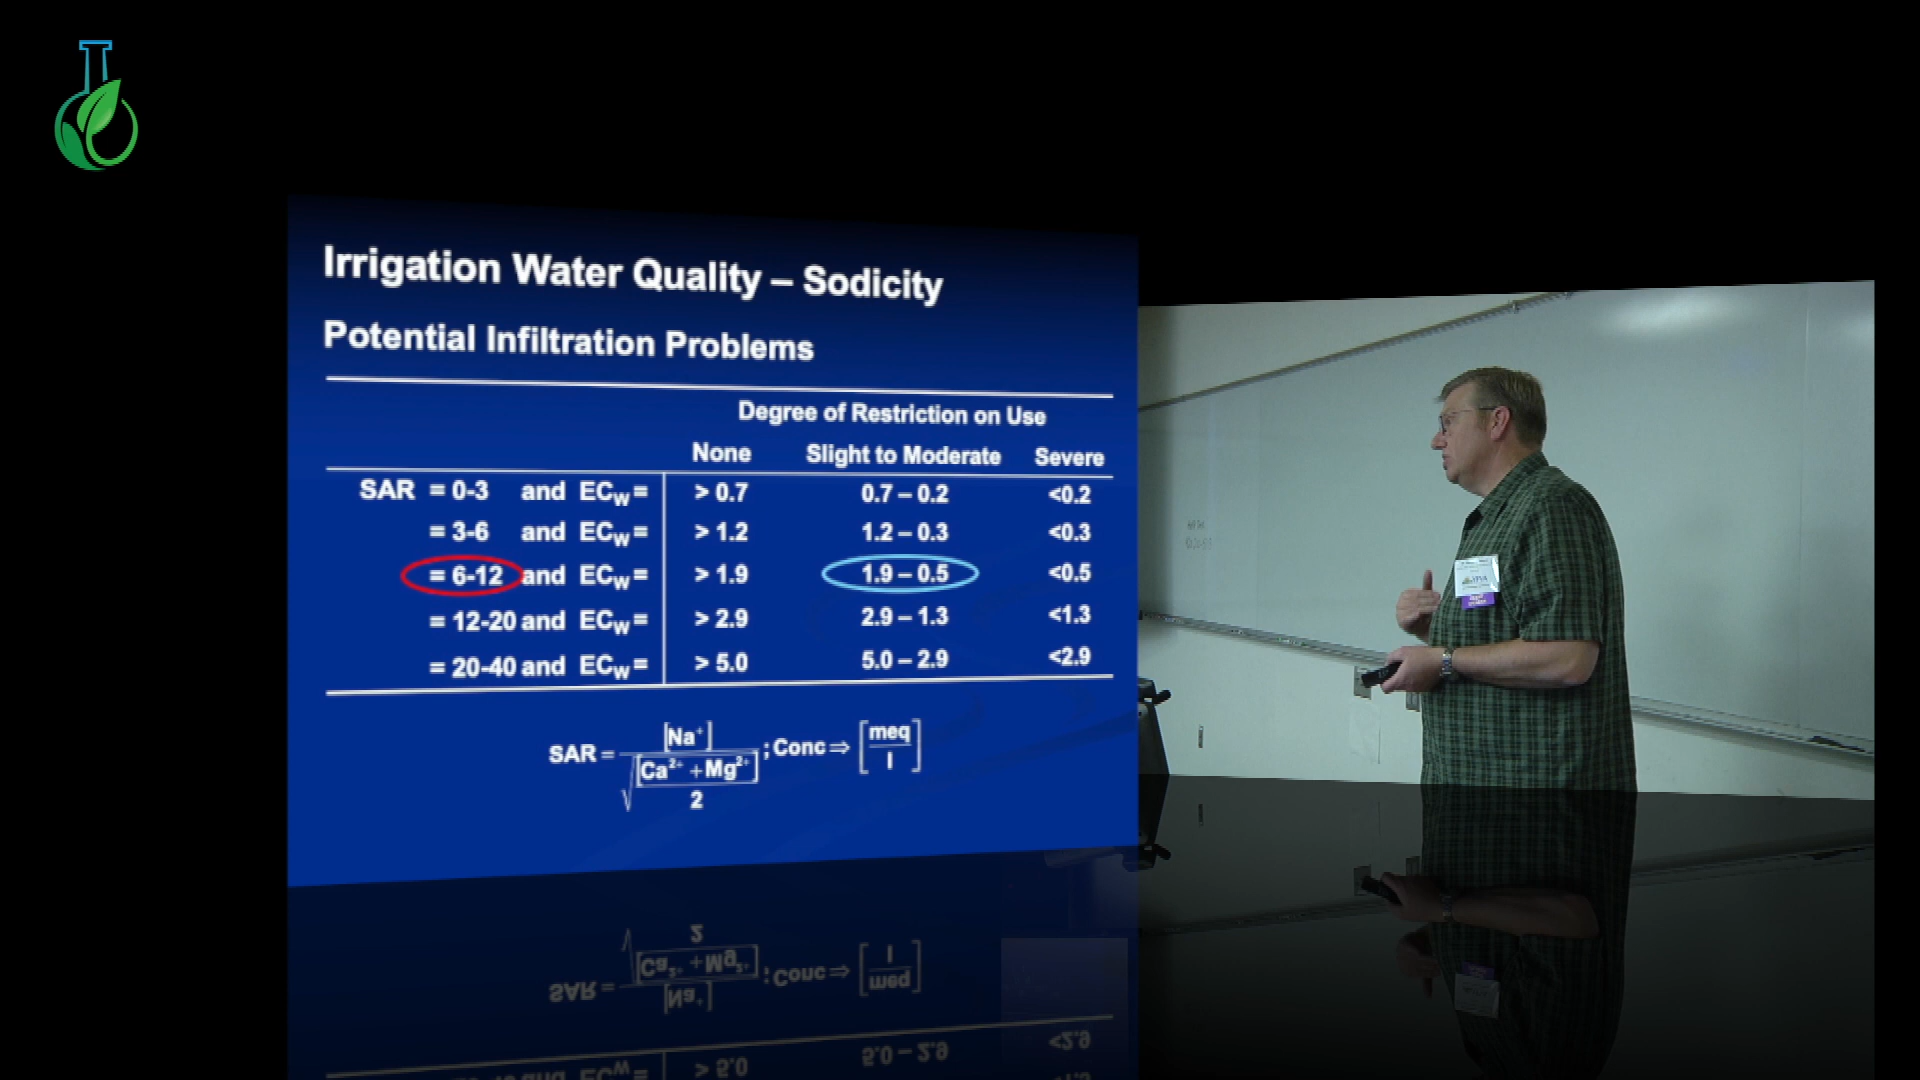 Irrigation Water Quality – Sodicity
Potential Infiltration Problems
Degree of Restriction on Use
None Slight to Moderate Severe
SAR = 0-3 and ECW = > 0.7 0.7 – 0.2 <0.2
= 3-6 and ECW = > 1.2 1.2 – 0.3 <0.3
= 6-12 and ECW = > 1.9 1.9 – 0.5 <0.5
= 12-20 and ECW = > 2.9 2.9 – 1.3 <1.3
= 20-40 and ECW = > 5.0 5.0 – 2.9 <2.9
SAR = [Na⁺] / √([Ca²⁺ + Mg²⁺] / 2) ; Conc ⇒ [meq / l]